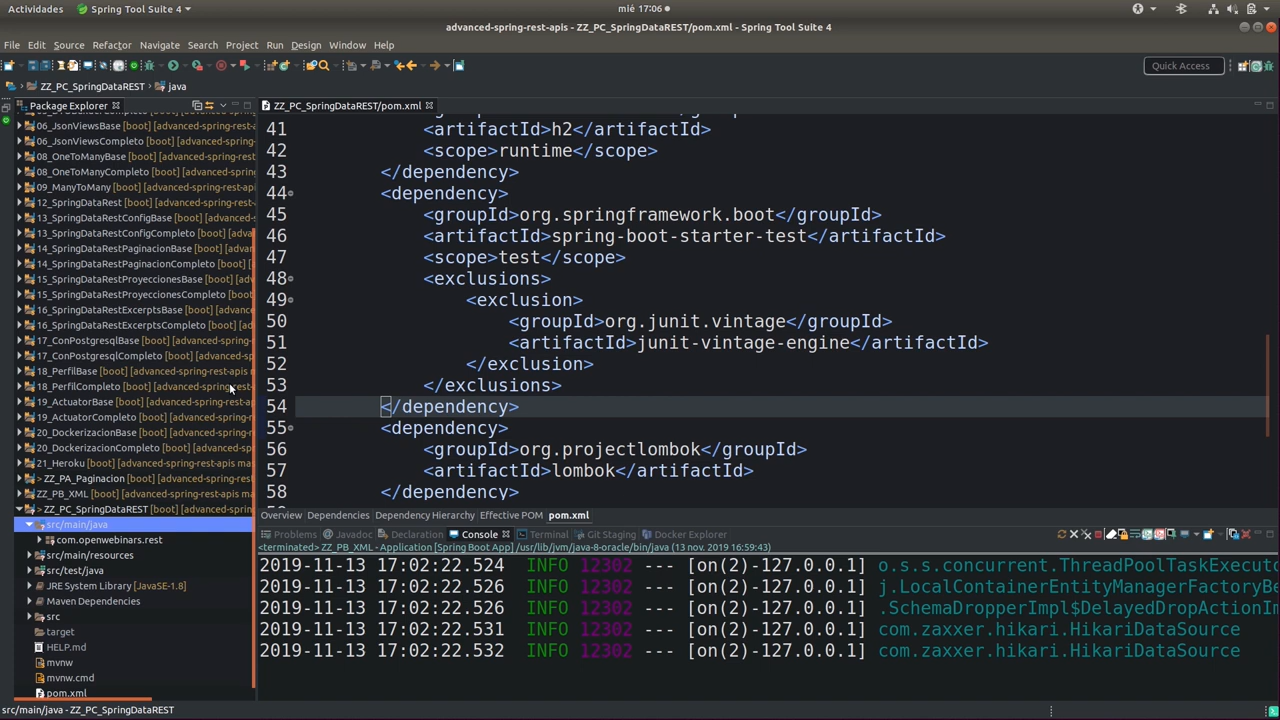 Actividades
Spring Tool Suite 4
mié 17:06
advanced-spring-rest-apis - ZZ_PC_SpringDataREST/pom.xml - Spring Tool Suite 4
File Edit Source Refactor Navigate Search Project Run Design Window Help
Quick Access
ZZ_PC_SpringDataREST java
Package Explorer
ZZ_PC_SpringDataREST/pom.xml
06_JsonViewsBase [boot] [advanced-spring-rest-a
06_JsonViewsCompleto [boot] [advanced-spring-r
08_OneToManyBase [boot] [advanced-spring-rest
08_OneToManyCompleto [boot] [advanced-spring
09_ManyToMany [boot] [advanced-spring-rest-api
12_SpringDataRest [boot] [advanced-spring-rest-a
13_SpringDataRestConfigBase [boot] [advanced-s
13_SpringDataRestConfigCompleto [boot] [advan
14_SpringDataRestPaginacionBase [boot] [advanc
14_SpringDataRestPaginacionCompleto [boot] [a
15_SpringDataRestProyeccionesBase [boot] [adv
15_SpringDataRestProyeccionesCompleto [boot]
16_SpringDataRestExcerptsBase [boot] [advance
16_SpringDataRestExcerptsCompleto [boot] [adv
17_ConPostgresqlBase [boot] [advanced-spring-r
17_ConPostgresqlCompleto [boot] [advanced-sp
18_PerfilBase [boot] [advanced-spring-rest-apis m
18_PerfilCompleto [boot] [advanced-spring-rest-
19_ActuatorBase [boot] [advanced-spring-rest-ap
19_ActuatorCompleto [boot] [advanced-spring-re
20_DockerizacionBase [boot] [advanced-spring-r
20_DockerizacionCompleto [boot] [advanced-spr
21_Heroku [boot] [advanced-spring-rest-apis mas
> ZZ_PA_Paginacion [boot] [advanced-spring-res
ZZ_PB_XML [boot] [advanced-spring-rest-apis ma
> ZZ_PC_SpringDataREST [boot] [advanced-sprin
src/main/java
com.openwebinars.rest
src/main/resources
src/test/java
JRE System Library [JavaSE-1.8]
Maven Dependencies
src
target
HELP.md
mvnw
mvnw.cmd
pom.xml
41 <artifactId>h2</artifactId>
42 <scope>runtime</scope>
43 </dependency>
44 <dependency>
45 <groupId>org.springframework.boot</groupId>
46 <artifactId>spring-boot-starter-test</artifactId>
47 <scope>test</scope>
48 <exclusions>
49 <exclusion>
50 <groupId>org.junit.vintage</groupId>
51 <artifactId>junit-vintage-engine</artifactId>
52 </exclusion>
53 </exclusions>
54 </dependency>
55 <dependency>
56 <groupId>org.projectlombok</groupId>
57 <artifactId>lombok</artifactId>
58 </dependency>
Overview Dependencies Dependency Hierarchy Effective POM pom.xml
Problems Javadoc Declaration Console Terminal Git Staging Docker Explorer
<terminated> ZZ_PB_XML - Application [Spring Boot App] /usr/lib/jvm/java-8-oracle/bin/java (13 nov. 2019 16:59:43)
2019-11-13 17:02:22.524 INFO 12302 --- [on(2)-127.0.0.1] o.s.s.concurrent.ThreadPoolTaskExecuto
2019-11-13 17:02:22.526 INFO 12302 --- [on(2)-127.0.0.1] j.LocalContainerEntityManagerFactoryBe
2019-11-13 17:02:22.526 INFO 12302 --- [on(2)-127.0.0.1] .SchemaDropperImpl$DelayedDropActionIm
2019-11-13 17:02:22.531 INFO 12302 --- [on(2)-127.0.0.1] com.zaxxer.hikari.HikariDataSource
2019-11-13 17:02:22.532 INFO 12302 --- [on(2)-127.0.0.1] com.zaxxer.hikari.HikariDataSource
src/main/java - ZZ_PC_SpringDataREST